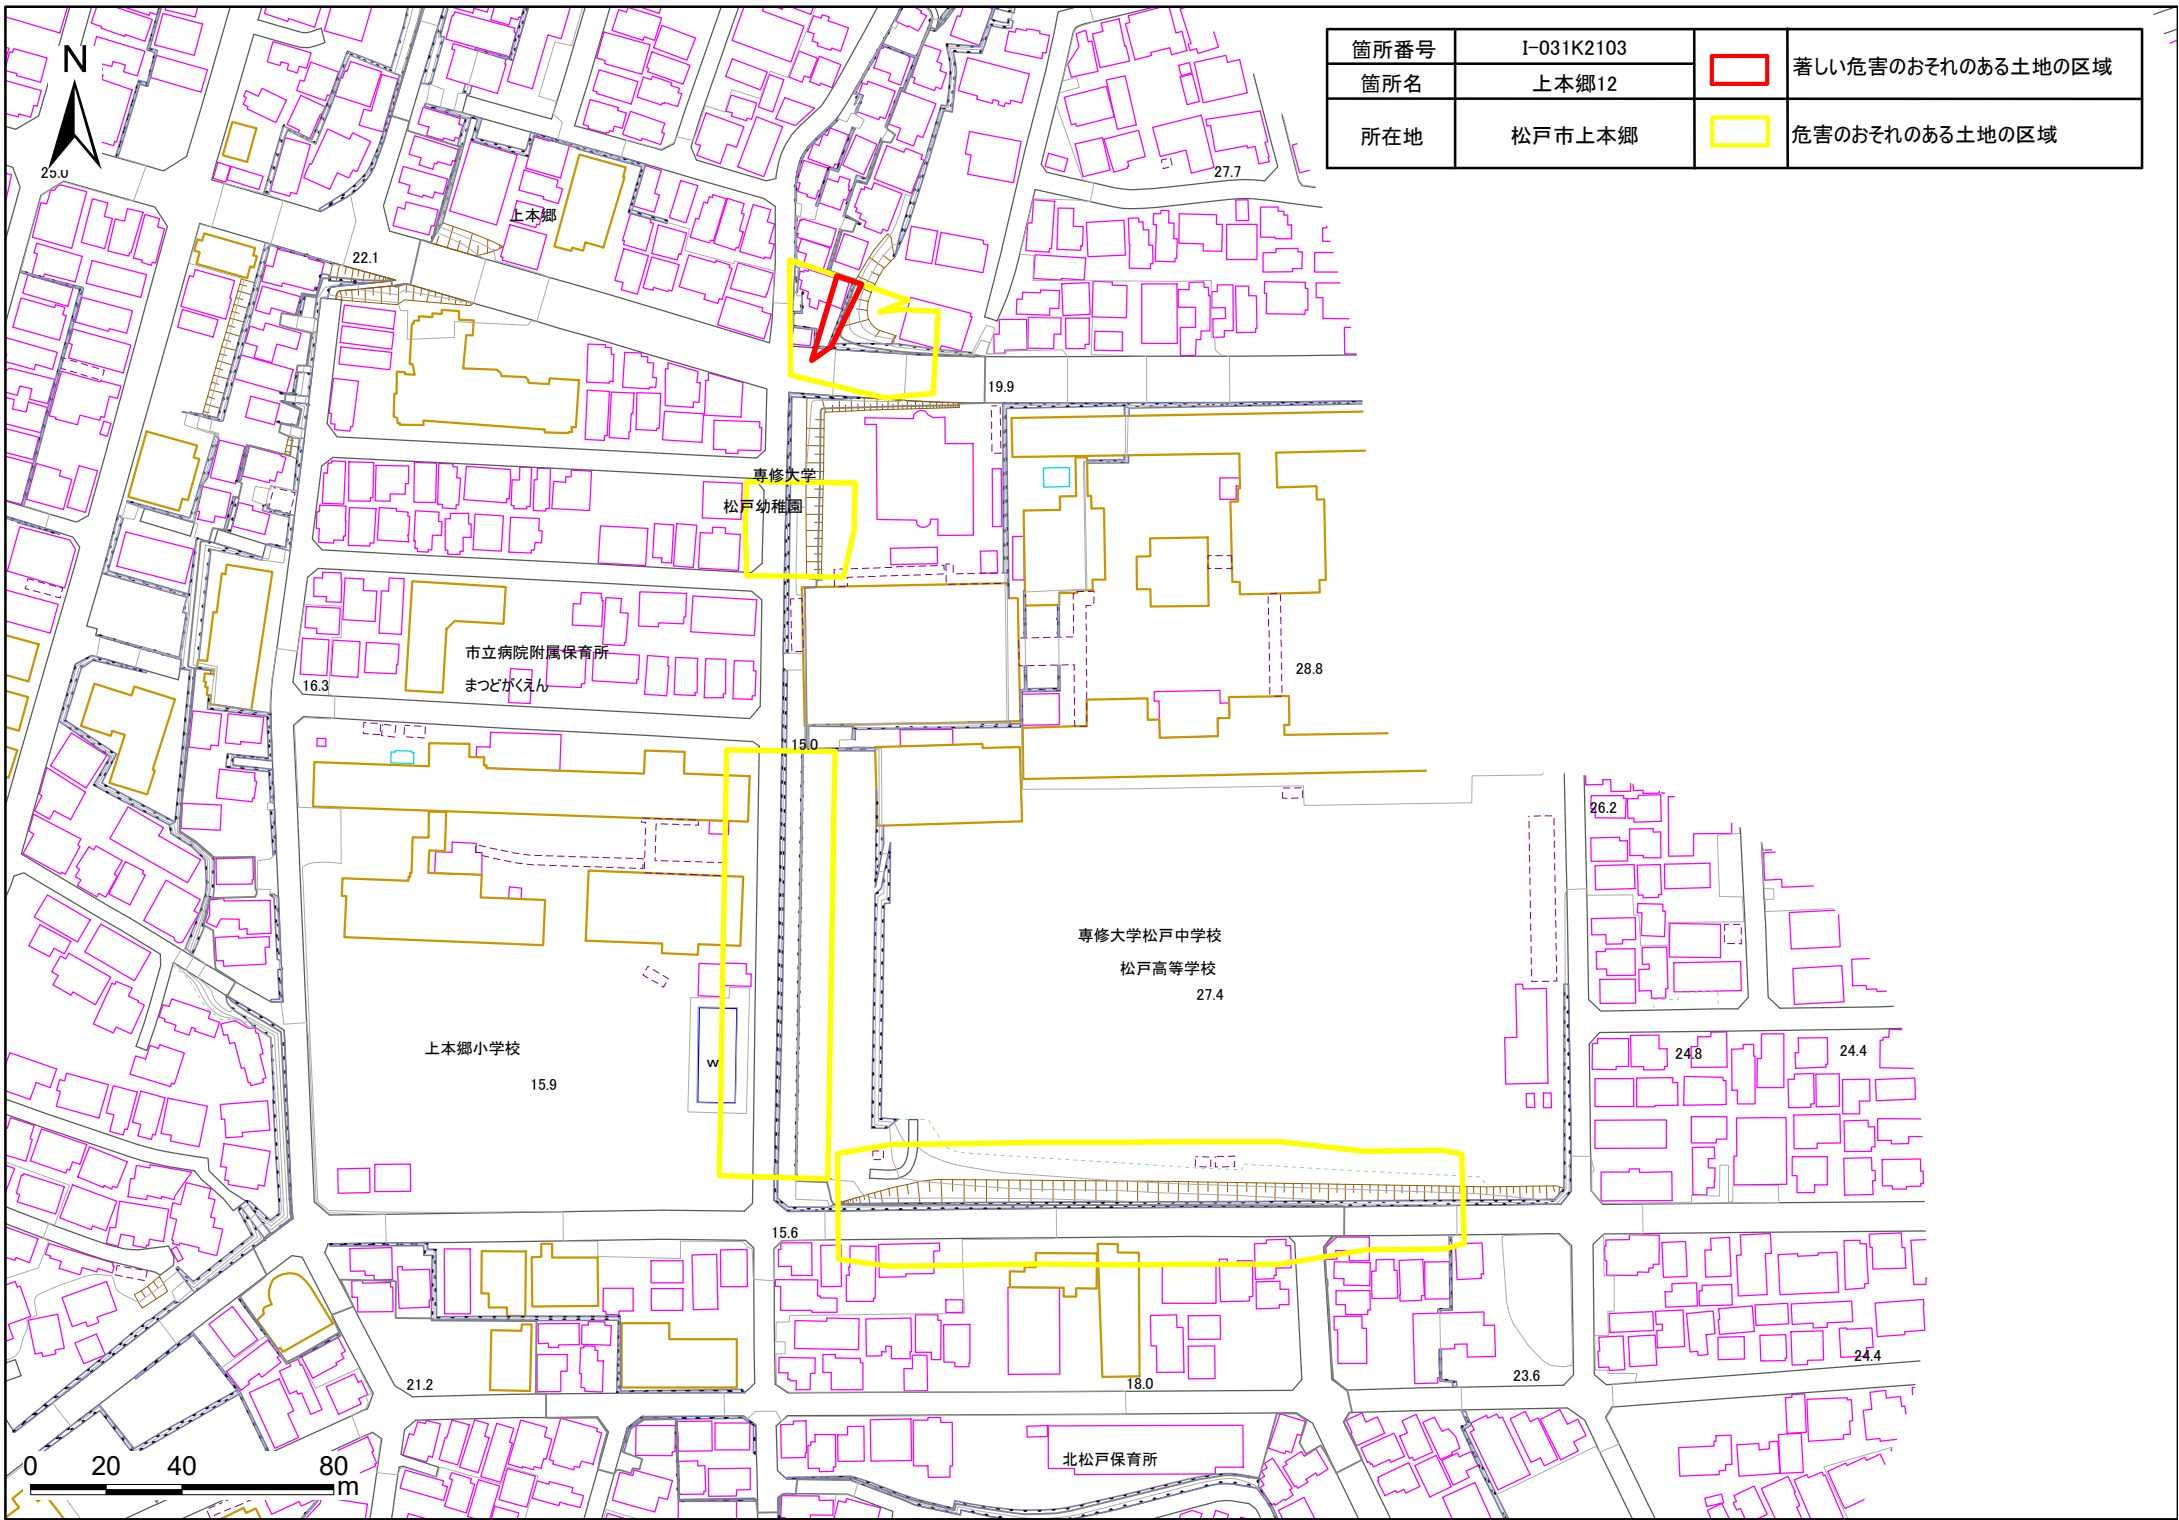 箇所番号 I-031K2103 著しい危害のおそれのある土地の区域
箇所名 上本郷12
所在地 松戸市上本郷 危害のおそれのある土地の区域
N
25.0
27.7
上本郷
22.1
19.9
専修大学
松戸幼稚園
市立病院附属保育所
まつどがくえん
16.3
28.8
15.0
26.2
専修大学松戸中学校
松戸高等学校
27.4
上本郷小学校
15.9
W
24.8
24.4
15.6
21.2
18.0
23.6
24.4
北松戸保育所
0 20 40 80
m